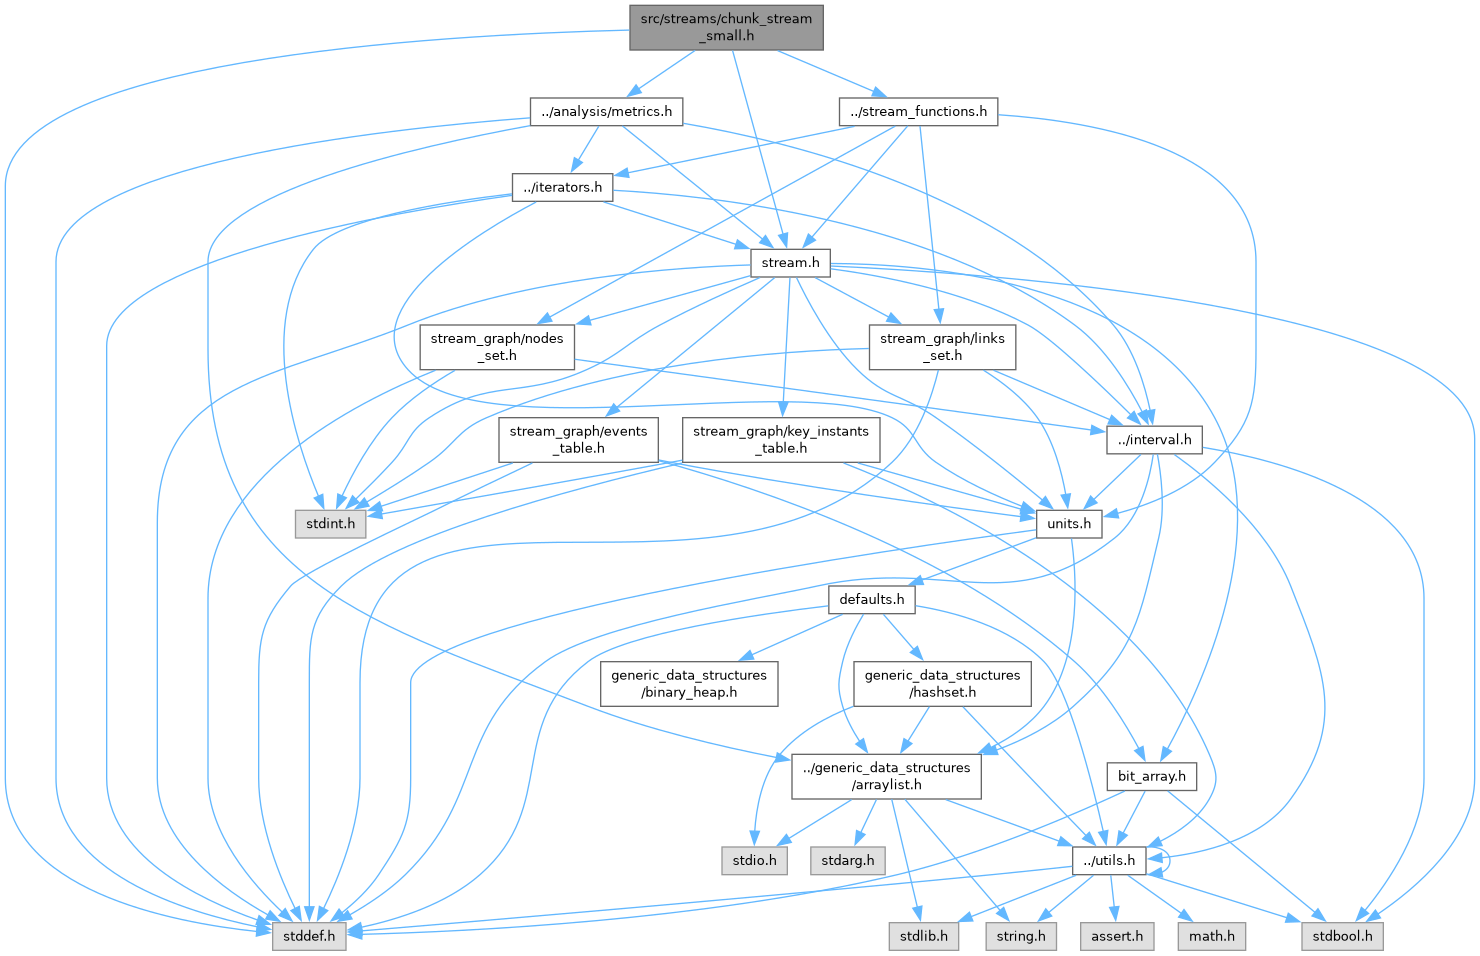 src/streams/chunk_stream
_small.h
../analysis/metrics.h
../stream_functions.h
../iterators.h
stream.h
stream_graph/nodes
_set.h
stream_graph/links
_set.h
stream_graph/events
_table.h
stream_graph/key_instants
_table.h
../interval.h
stdint.h
units.h
defaults.h
generic_data_structures
/binary_heap.h
generic_data_structures
/hashset.h
../generic_data_structures
/arraylist.h
bit_array.h
stdio.h
stdarg.h
../utils.h
stddef.h
stdlib.h
string.h
assert.h
math.h
stdbool.h